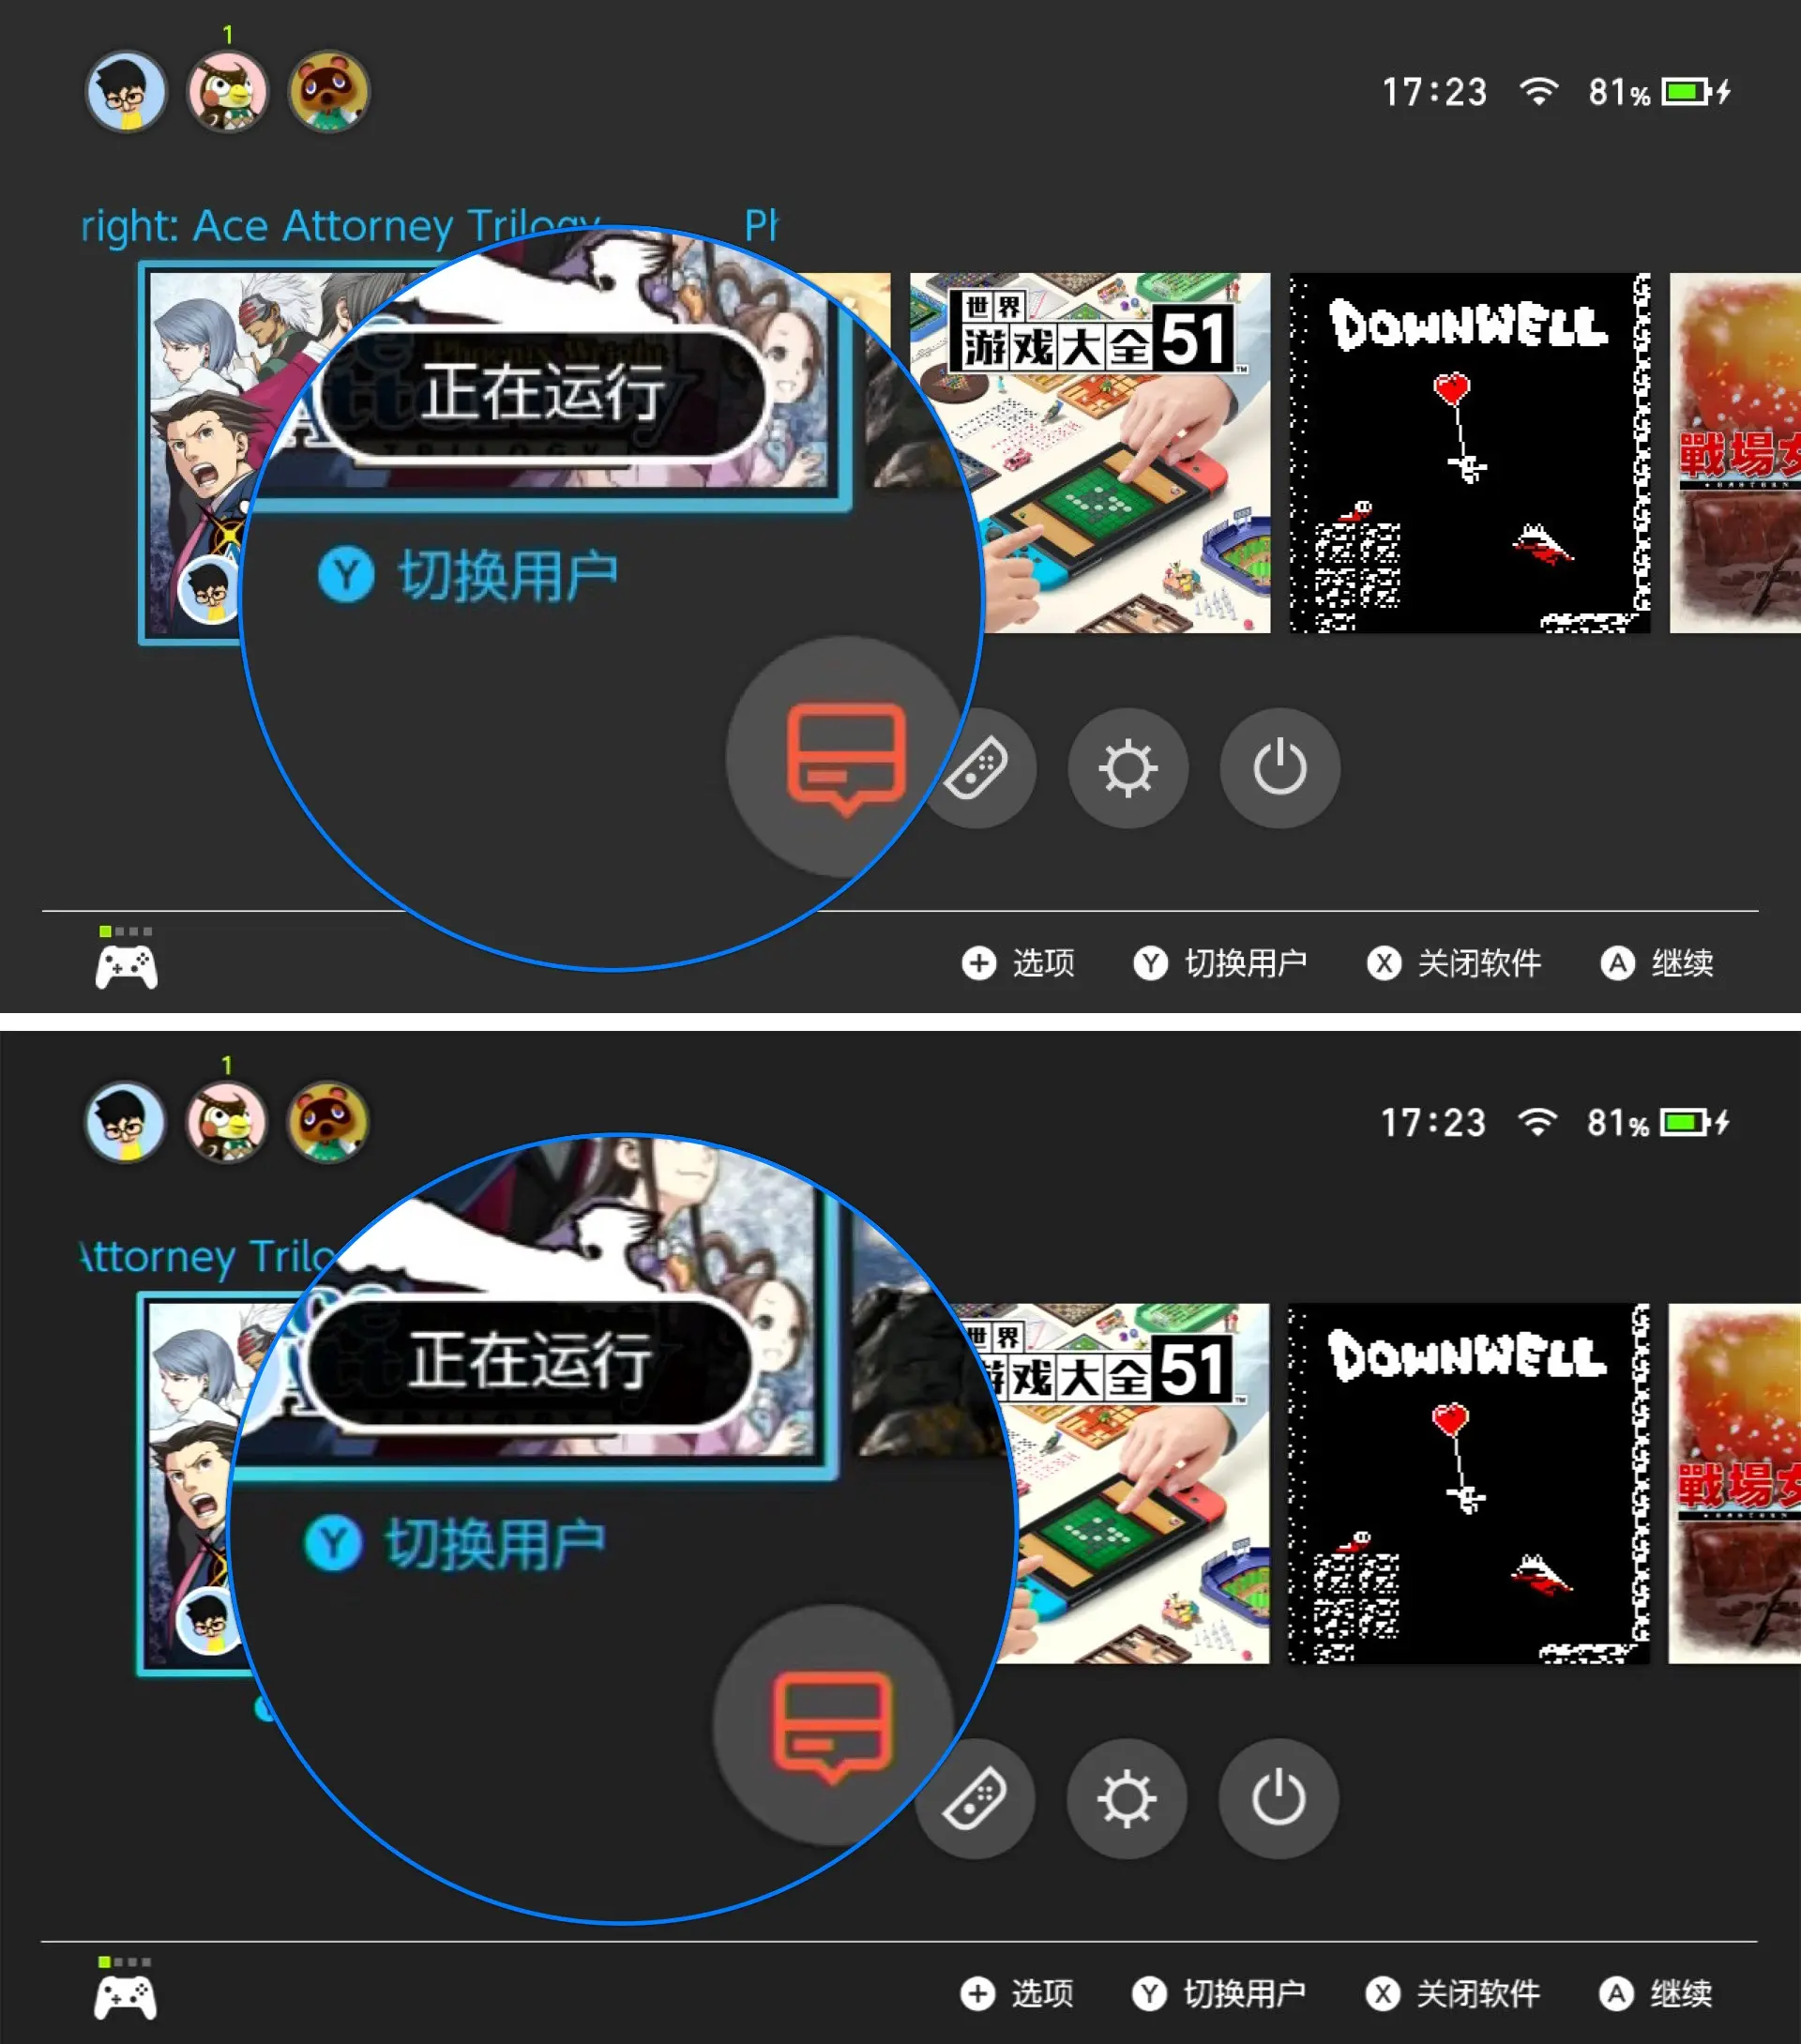 1
17:23 81%
right: Ace Attorney Trilogy Ph
正在运行
TRILOGY
Y 切换用户
世界
游戏大全51
TM
DOWNWELL
戰場女
选项 Y 切换用户 X 关闭软件 A 继续
1
17:23 81%
Attorney Trilo
正在运行
Y 切换用户
世界
游戏大全51
TM
DOWNWELL
戰場女
选项 Y 切换用户 X 关闭软件 A 继续